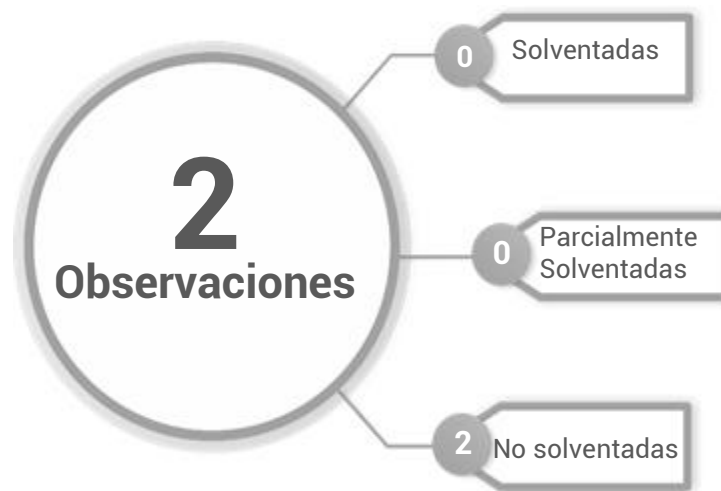 2
Observaciones
0
Solventadas
0
Parcialmente
Solventadas
2
No solventadas